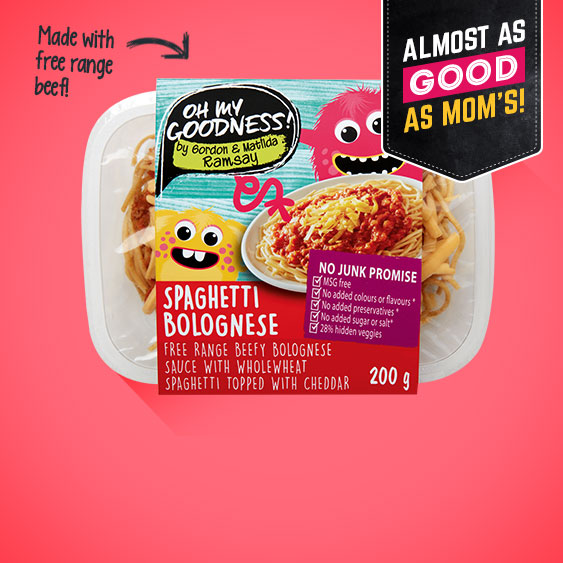 Made with
free range
beef!
ALMOST AS
GOOD
AS MOM'S!
OH MY
GOODNESS!
by Gordon & Matilda
Ramsay
NO JUNK PROMISE
MSG free
No added colours or flavours *
No added preservatives *
No added sugar or salt*
28% hidden veggies
SPAGHETTI
BOLOGNESE
FREE RANGE BEEFY BOLOGNESE
SAUCE WITH WHOLEWHEAT
SPAGHETTI TOPPED WITH CHEDDAR
200 g